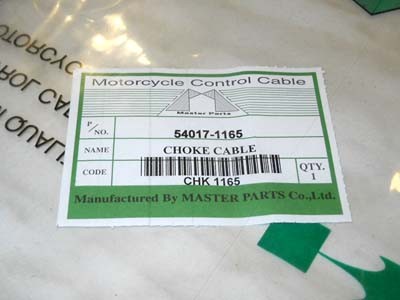 Motorcycle Control Cable
Master Parts
P/NO. 54017-1165
NAME CHOKE CABLE
CODE CHK 1165 QTY. 1
Manufactured By MASTER PARTS Co.,Ltd.